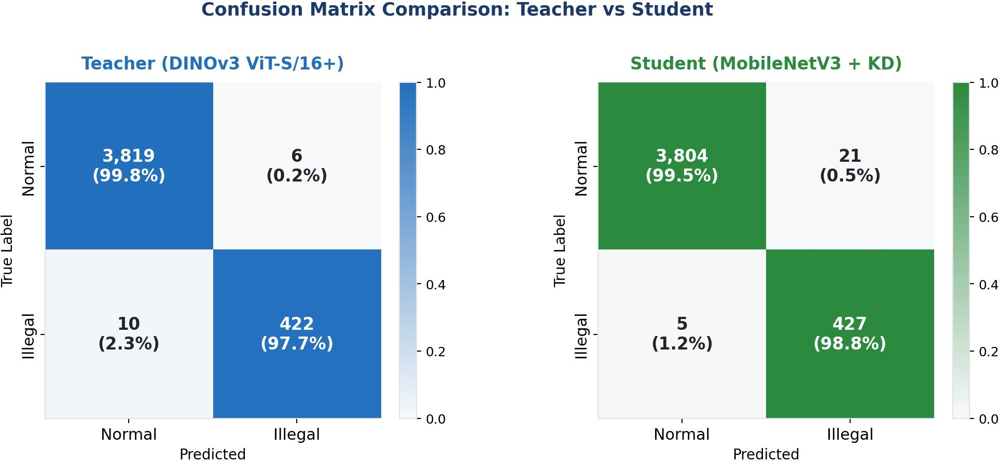 Confusion Matrix Comparison: Teacher vs Student
Teacher (DINOv3 ViT-S/16+)
True Label
Normal
Illegal
3,819
(99.8%)
6
(0.2%)
10
(2.3%)
422
(97.7%)
Normal
Illegal
Predicted
1.0
0.8
0.6
0.4
0.2
0.0
Student (MobileNetV3 + KD)
True Label
Normal
Illegal
3,804
(99.5%)
21
(0.5%)
5
(1.2%)
427
(98.8%)
Normal
Illegal
Predicted
1.0
0.8
0.6
0.4
0.2
0.0